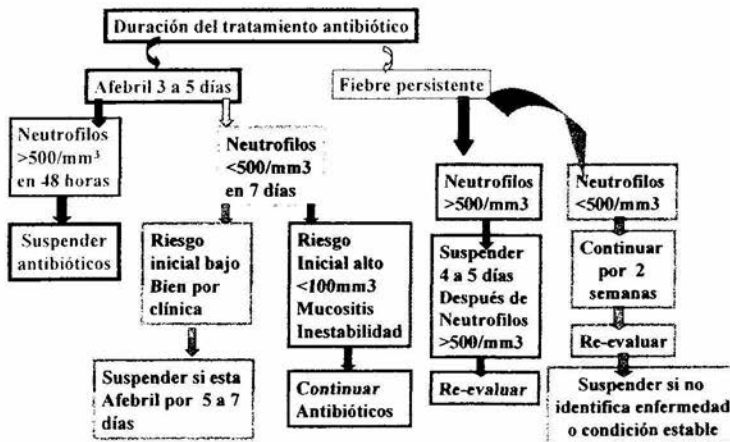 Duración del tratamiento antibiótico
Afebril 3 a 5 días
Fiebre persistente
Neutrofilos
>500/mm³
en 48 horas
Neutrofilos
<500/mm3
en 7 días
Neutrofilos
>500/mm3
Neutrofilos
<500/mm3
Suspender
antibióticos
Riesgo
inicial bajo
Bien por
clínica
Riesgo
Inicial alto
<100mm3
Mucositis
Inestabilidad
Suspender
4 a 5 días
Después de
Neutrofilos
>500/mm3
Continuar
por 2
semanas
Re-evaluar
Suspender si esta
Afebril por 5 a 7
días
Continuar
Antibióticos
Re-evaluar
Suspender si no
identifica enfermedad
o condición estable